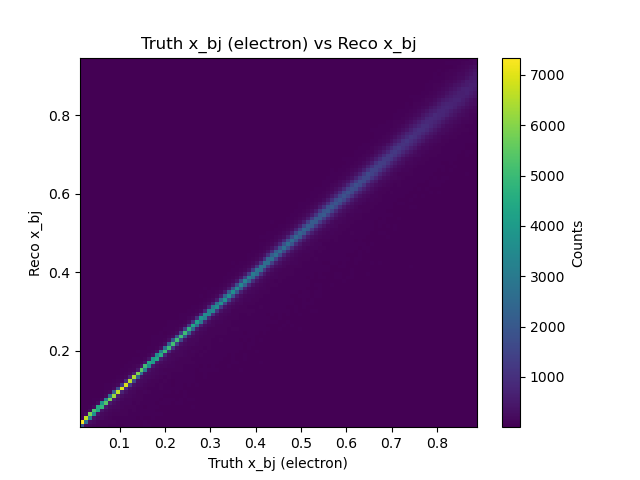 Truth x_bj (electron) vs Reco x_bj
Reco x_bj
0.8
0.6
0.4
0.2
0.1 0.2 0.3 0.4 0.5 0.6 0.7 0.8
Truth x_bj (electron)
7000
6000
5000
4000
3000
2000
1000
Counts